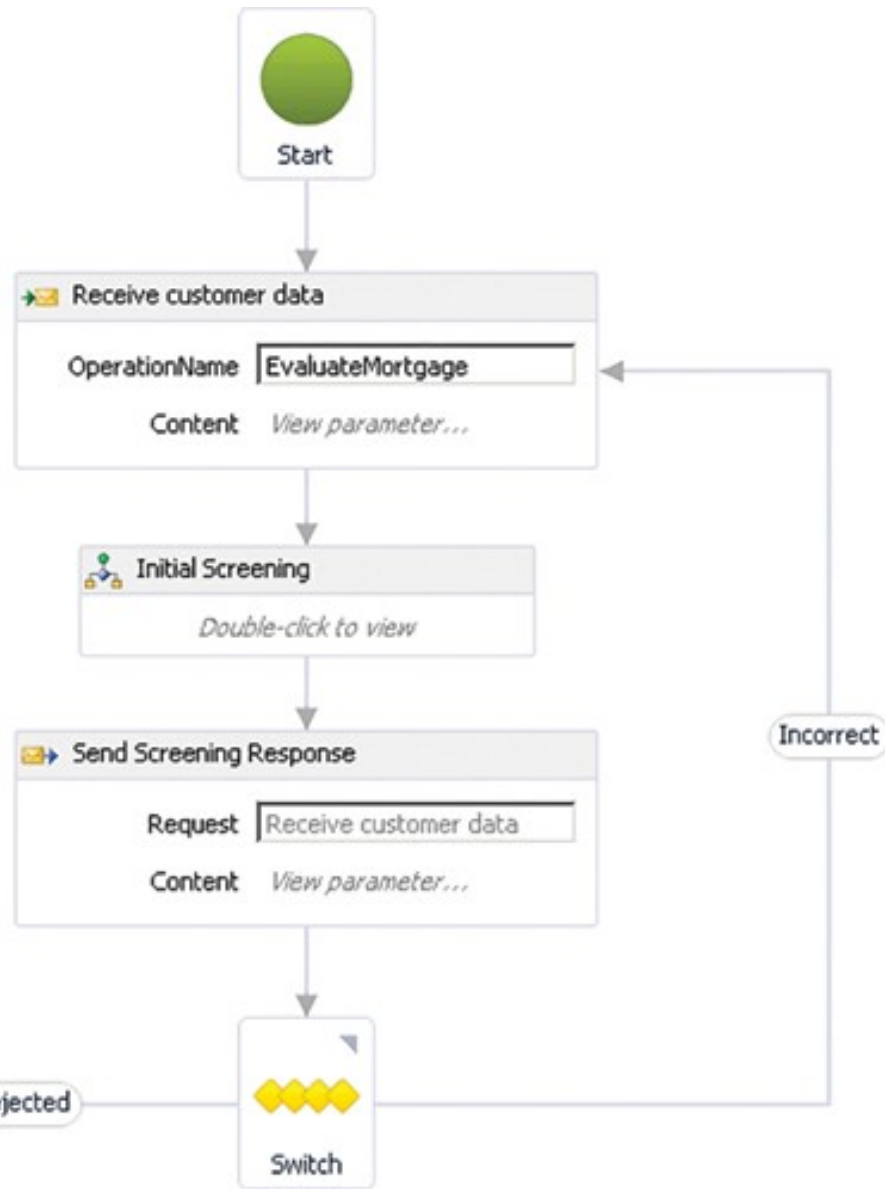 Start
Receive customer data
OperationName EvaluateMortgage
Content View parameter...
Initial Screening
Double-click to view
Send Screening Response
Incorrect
Request Receive customer data
Content View parameter...
ejected
Switch